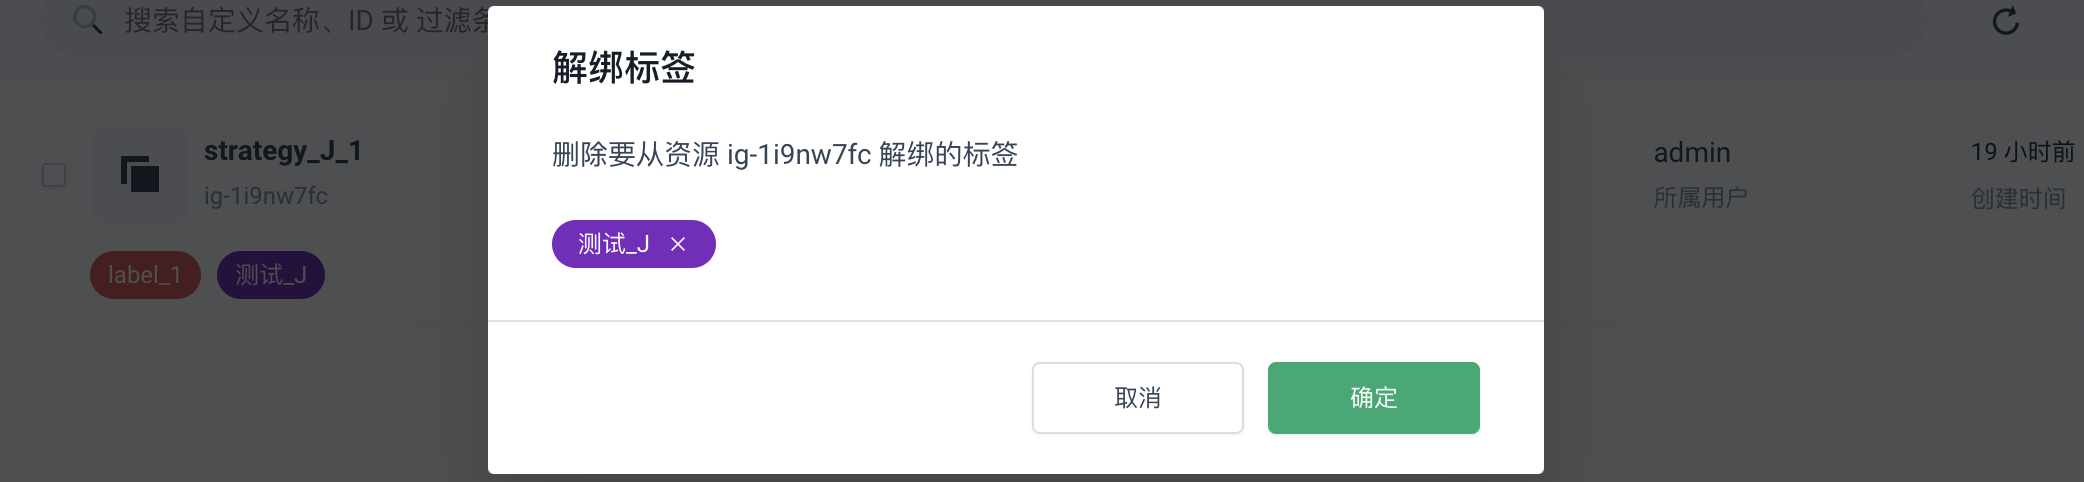 搜索自定义名称、ID 或 过滤条
解绑标签
删除要从资源 ig-1i9nw7fc 解绑的标签
测试_J
取消
确定
strategy_J_1
ig-1i9nw7fc
label_1
测试_J
admin
所属用户
19 小时前
创建时间